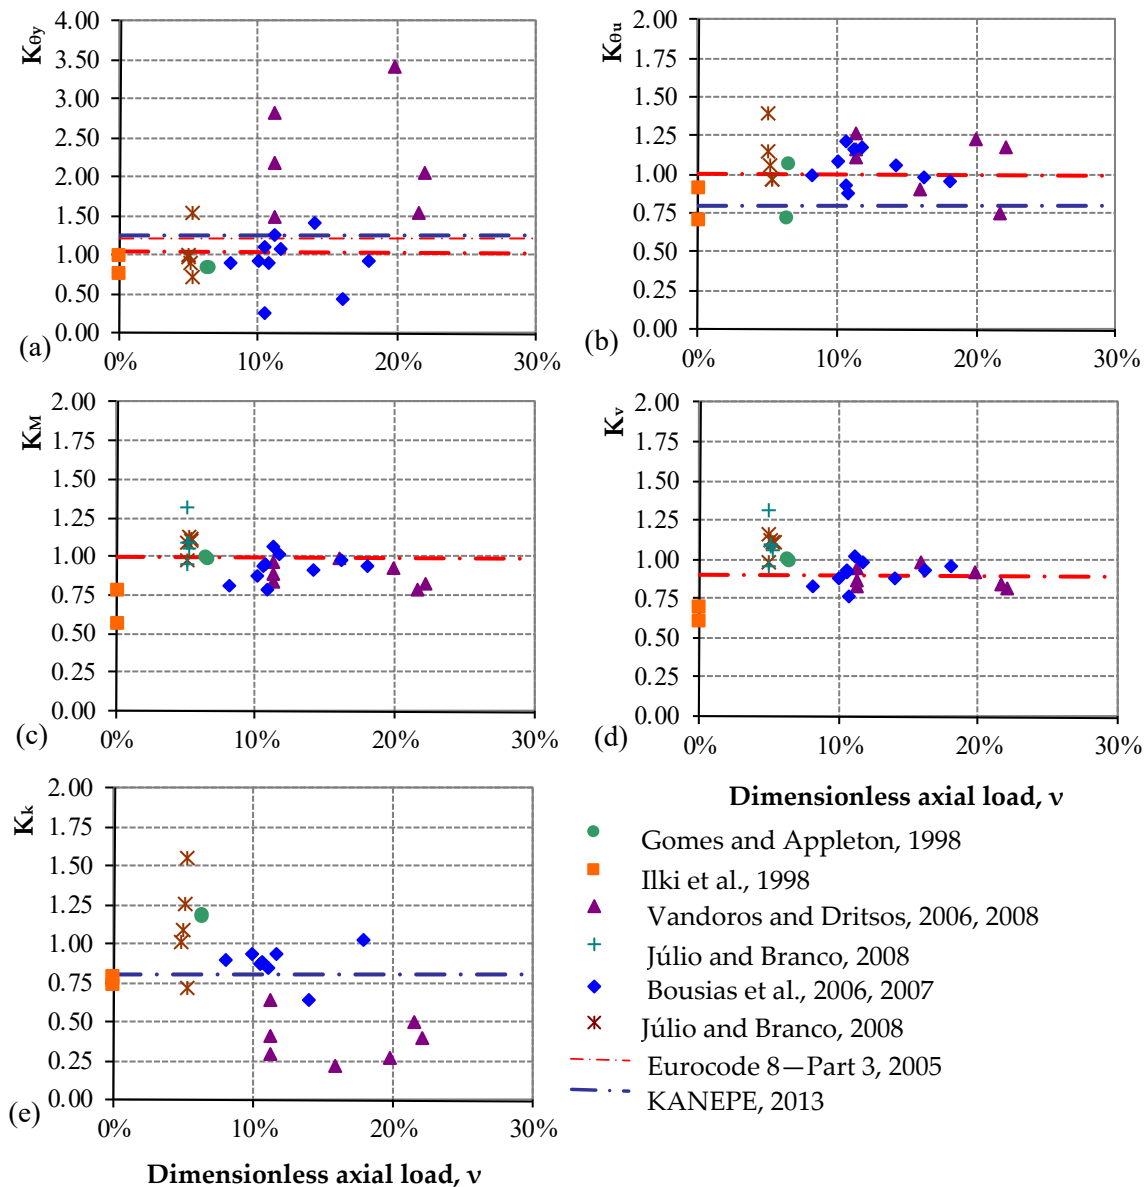 K_θy
4.00
3.50
3.00
2.50
2.00
1.50
1.00
0.50
0.00
(a)
0% 10% 20% 30%
K_θu
2.00
1.75
1.50
1.25
1.00
0.75
0.50
0.25
0.00
(b)
0% 10% 20% 30%
K_M
2.00
1.75
1.50
1.25
1.00
0.75
0.50
0.25
0.00
(c)
0% 10% 20% 30%
K_v
2.00
1.75
1.50
1.25
1.00
0.75
0.50
0.25
0.00
(d)
0% 10% 20% 30%
Dimensionless axial load, ν
K_k
2.00
1.75
1.50
1.25
1.00
0.75
0.50
0.25
0.00
(e)
0% 10% 20% 30%
Dimensionless axial load, ν
Gomes and Appleton, 1998
Ilki et al., 1998
Vandoros and Dritsos, 2006, 2008
Júlio and Branco, 2008
Bousias et al., 2006, 2007
Júlio and Branco, 2008
Eurocode 8—Part 3, 2005
KANEPE, 2013